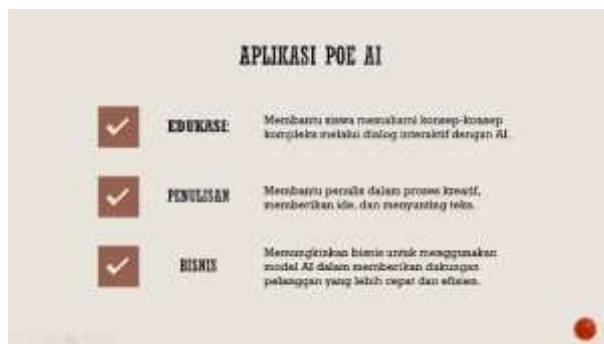 APLIKASI POE AI
EDUKASI:
Membantu siswa memahami konsep-konsep
kompleks melalui dialog interaktif dengan AI.
PENULISAN
Membantu penulis dalam proses kreatif,
memberikan ide, dan menyunting teks.
BISNIS
Memungkinkan bisnis untuk menggunakan
model AI dalam memberikan dukungan
pelanggan yang lebih cepat dan efisien.